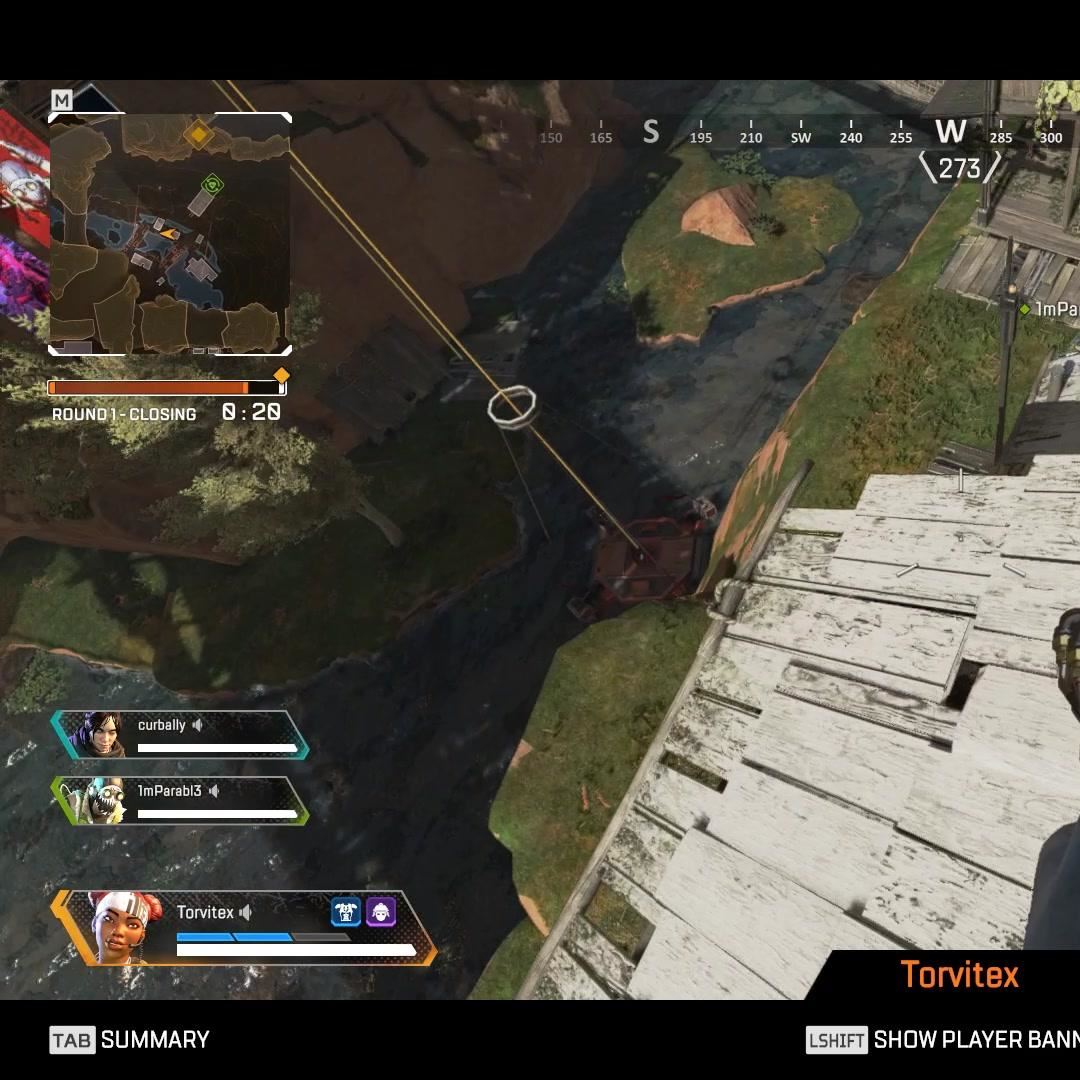 M
150 165 S 195 210 SW 240 255 W 285 300
273
1mPa
ROUND 1 - CLOSING 0:20
curbally
1mParabl3
Torvitex
Torvitex
TAB SUMMARY
LSHIFT SHOW PLAYER BANN